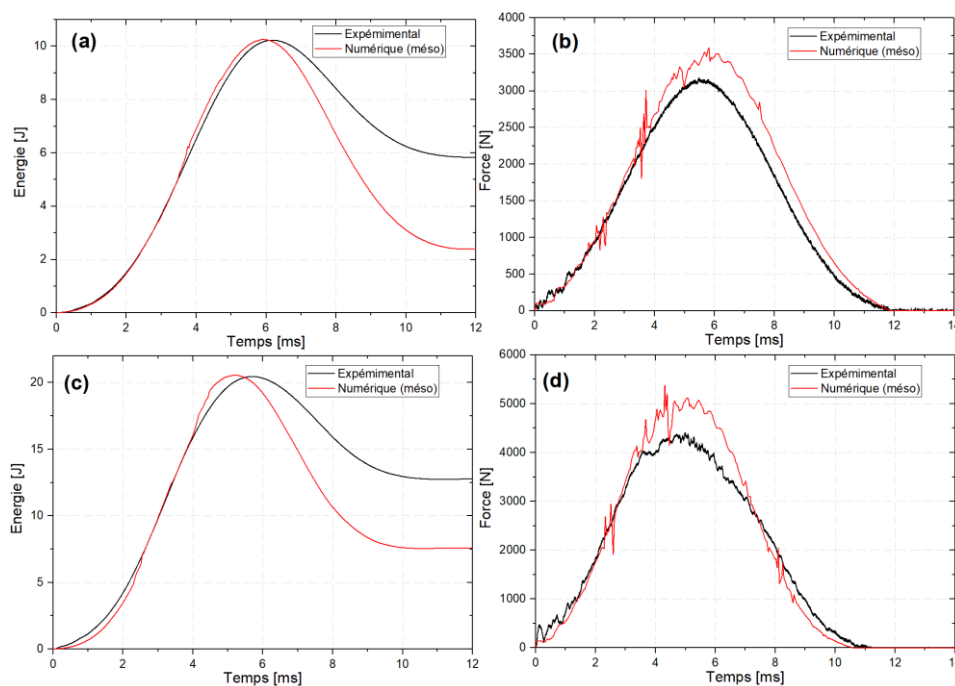 (a)
Expémimental
Numérique (méso)
Energie [J]
10
8
6
4
2
0
0
2
4
6
8
10
12
Temps [ms]
(b)
Expémimental
Numérique (méso)
Force [N]
4000
3500
3000
2500
2000
1500
1000
500
0
0
2
4
6
8
10
12
14
Temps [ms]
(c)
Expémimental
Numérique (méso)
Energie [J]
20
15
10
5
0
0
2
4
6
8
10
12
Temps [ms]
(d)
Expémimental
Numérique (méso)
Force [N]
6000
5000
4000
3000
2000
1000
0
0
2
4
6
8
10
12
14
Temps [ms]